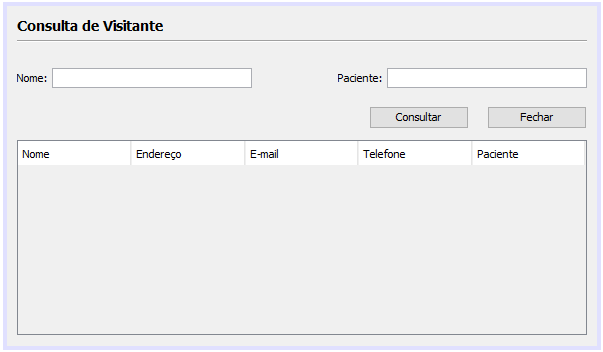 Consulta de Visitante
Nome: Paciente:
Consultar Fechar
Nome Endereço E-mail Telefone Paciente